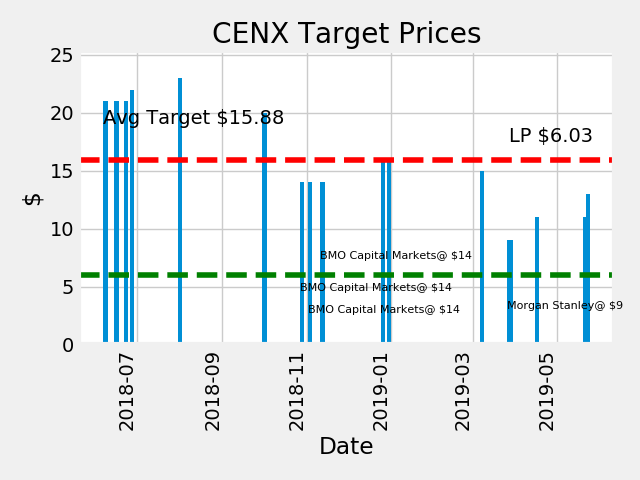 CENX Target Prices
25
20
15
10
5
0
$
Avg Target $15.88
LP $6.03
BMO Capital Markets@ $14
BMO Capital Markets@ $14
BMO Capital Markets@ $14
Morgan Stanley@ $9
2018-07
2018-09
2018-11
2019-01
2019-03
2019-05
Date